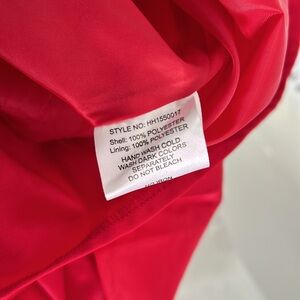 STYLE NO: HH1550017
Shell: 100% POLYESTER
Lining: 100% POLYESTER
HAND WASH COLD
WASH DARK COLORS
SEPARATELY
DO NOT BLEACH